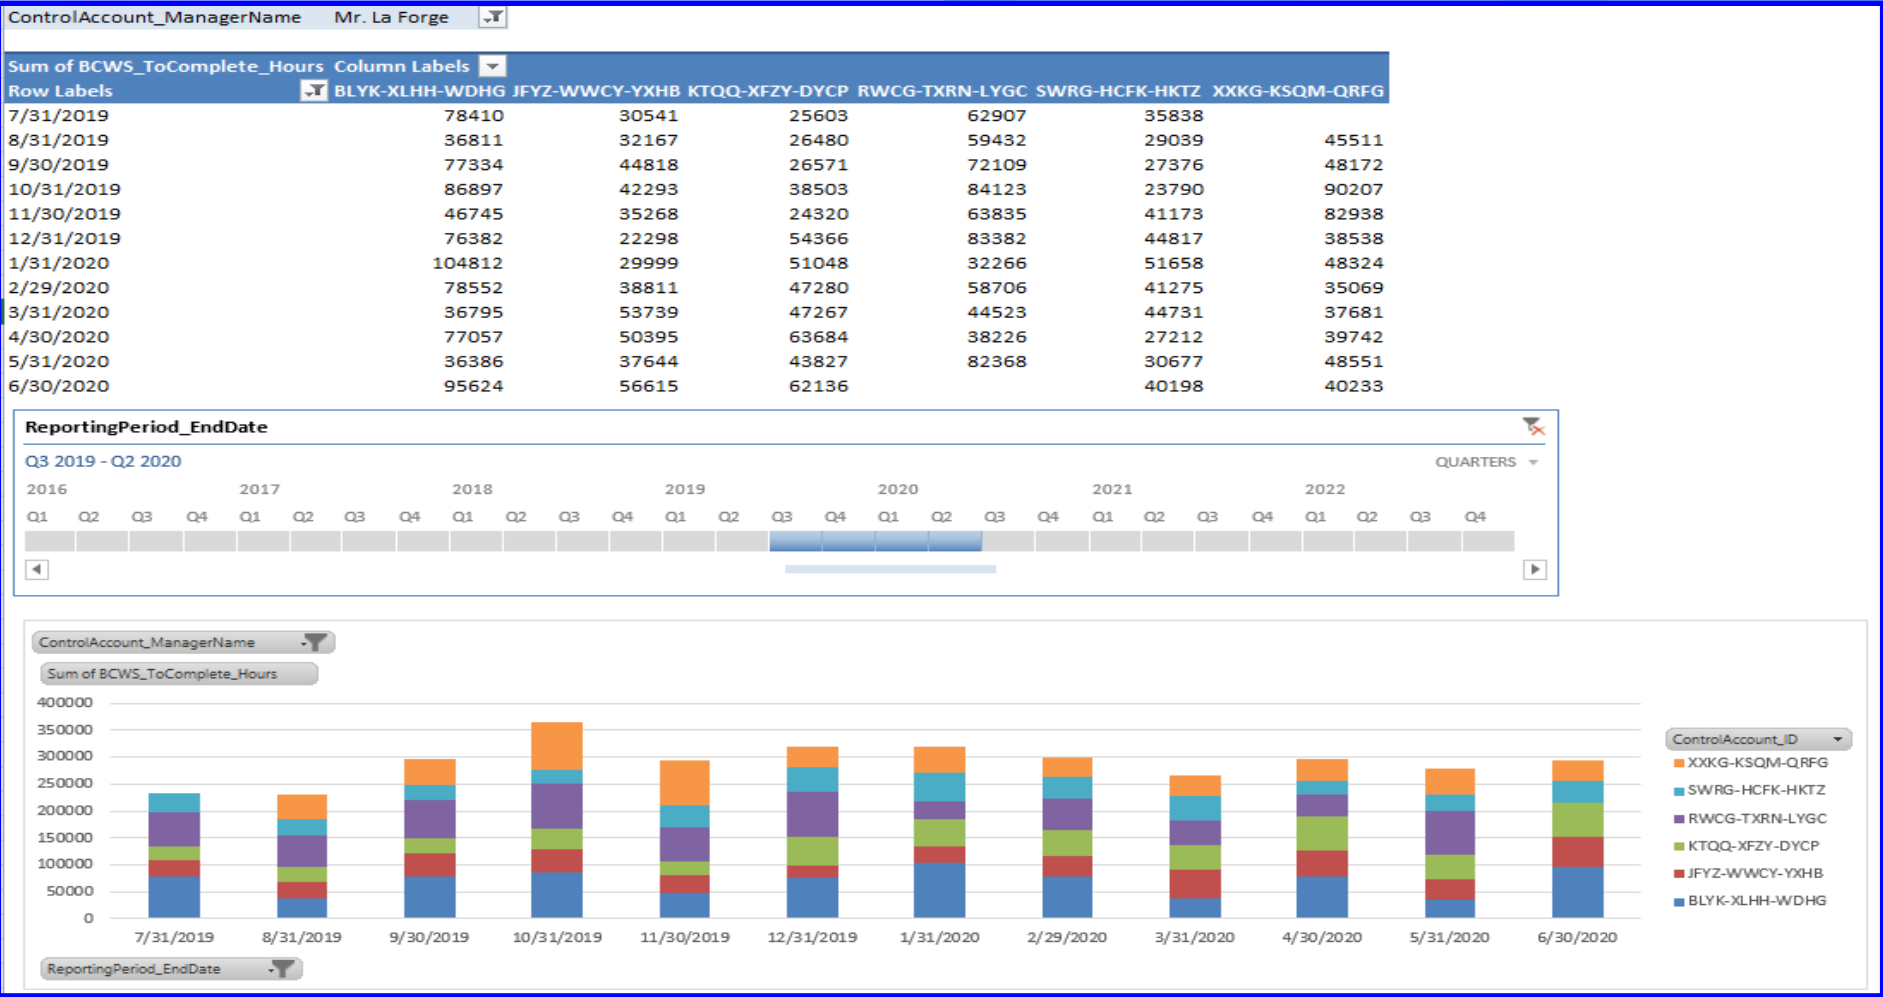 ControlAccount_ManagerName Mr. La Forge
Sum of BCWS_ToComplete_Hours Column Labels
Row Labels BLYK-XLHH-WDHG JFYZ-WWCY-YXHB KTQQ-XFZY-DYCP RWCG-TXRN-LYGC SWRG-HCFK-HKTZ XXKG-KSQM-QRFG
7/31/2019 78410 30541 25603 62907 35838
8/31/2019 36811 32167 26480 59432 29039 45511
9/30/2019 77334 44818 26571 72109 27376 48172
10/31/2019 86897 42293 38503 84123 23790 90207
11/30/2019 46745 35268 24320 63835 41173 82938
12/31/2019 76382 22298 54366 83382 44817 38538
1/31/2020 104812 29999 51048 32266 51658 48324
2/29/2020 78552 38811 47280 58706 41275 35069
3/31/2020 36795 53739 47267 44523 44731 37681
4/30/2020 77057 50395 63684 38226 27212 39742
5/31/2020 36386 37644 43827 82368 30677 48551
6/30/2020 95624 56615 62136 40198 40233
ReportingPeriod_EndDate
Q3 2019 - Q2 2020 QUARTERS
2016 2017 2018 2019 2020 2021 2022
Q1 Q2 Q3 Q4 Q1 Q2 Q3 Q4 Q1 Q2 Q3 Q4 Q1 Q2 Q3 Q4 Q1 Q2 Q3 Q4 Q1 Q2 Q3 Q4 Q1 Q2 Q3 Q4
ControlAccount_ManagerName
Sum of BCWS_ToComplete_Hours
400000
350000
300000
250000
200000
150000
100000
50000
0
7/31/2019 8/31/2019 9/30/2019 10/31/2019 11/30/2019 12/31/2019 1/31/2020 2/29/2020 3/31/2020 4/30/2020 5/31/2020 6/30/2020
ControlAccount_ID
XXKG-KSQM-QRFG
SWRG-HCFK-HKTZ
RWCG-TXRN-LYGC
KTQQ-XFZY-DYCP
JFYZ-WWCY-YXHB
BLYK-XLHH-WDHG
ReportingPeriod_EndDate